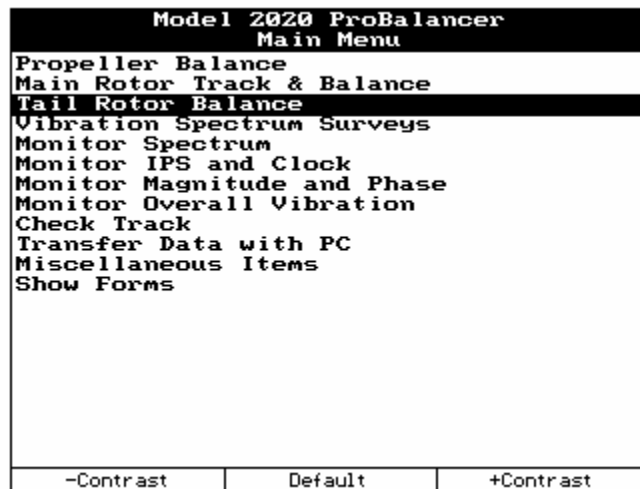 Model 2020 ProBalancer
Main Menu
Propeller Balance
Main Rotor Track & Balance
Tail Rotor Balance
Vibration Spectrum Surveys
Monitor Spectrum
Monitor IPS and Clock
Monitor Magnitude and Phase
Monitor Overall Vibration
Check Track
Transfer Data with PC
Miscellaneous Items
Show Forms
-Contrast Default +Contrast